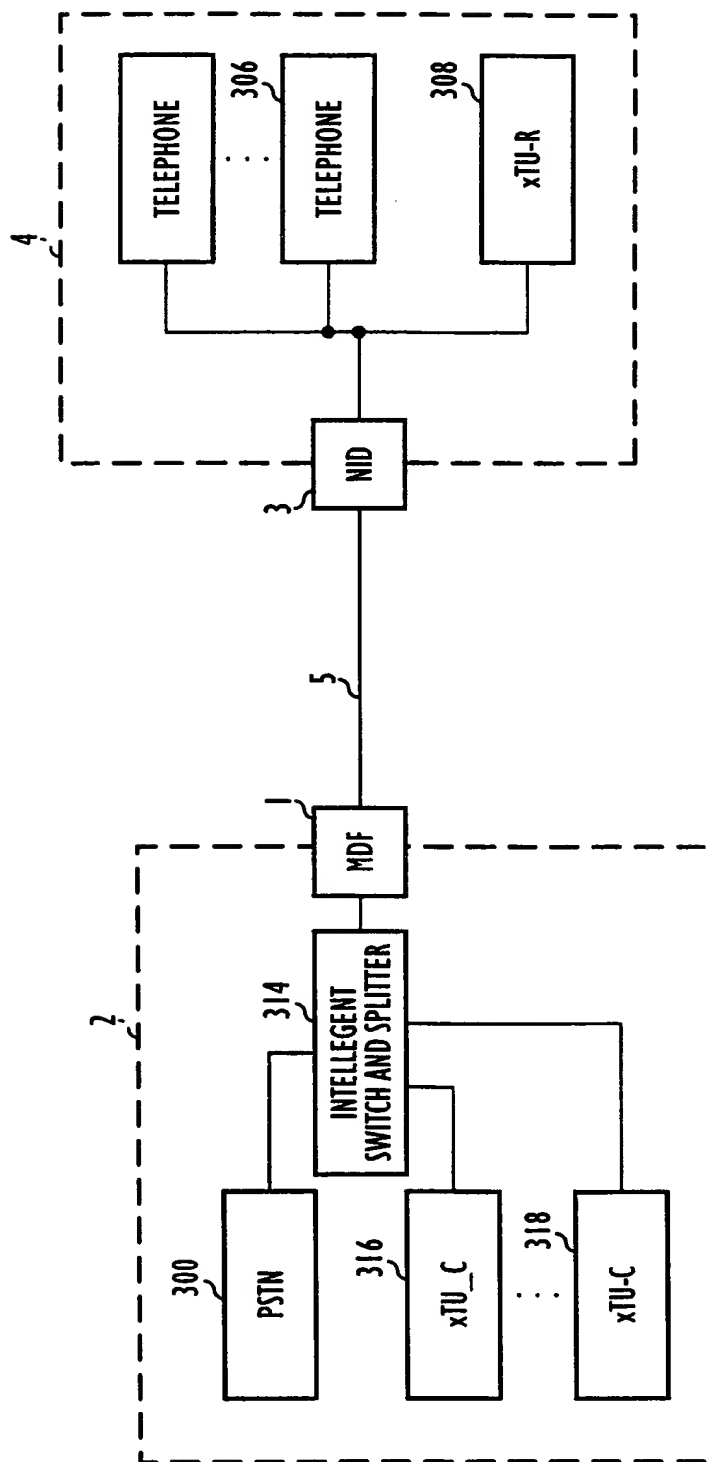 2
300
PSTN
316
xTU_C
318
xTU-C
314
INTELLEGENT
SWITCH AND SPLITTER
1
MDF
5
3
NID
4
TELEPHONE
306
TELEPHONE
308
xTU-R